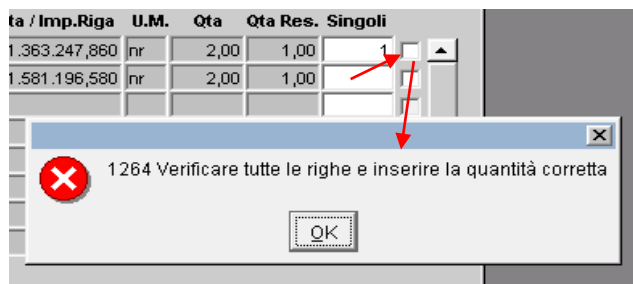 ta / Imp.Riga U.M. Qta Qta Res. Singoli
1.363.247,860 nr 2,00 1,00 1
1.581.196,580 nr 2,00 1,00
1264 Verificare tutte le righe e inserire la quantità corretta
OK